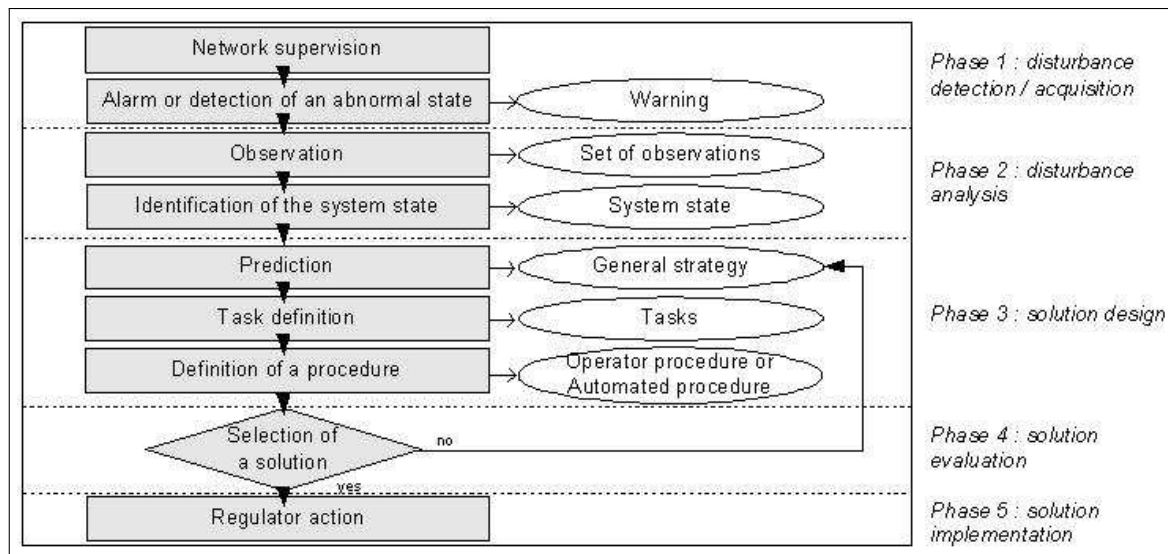 Network supervision
Alarm or detection of an abnormal state
Warning
Phase 1 : disturbance
detection / acquisition
Observation
Set of observations
Identification of the system state
System state
Phase 2 : disturbance
analysis
Prediction
General strategy
Task definition
Tasks
Definition of a procedure
Operator procedure or
Automated procedure
Phase 3 : solution design
Selection of
a solution
no
yes
Phase 4 : solution
evaluation
Regulator action
Phase 5 : solution
implementation